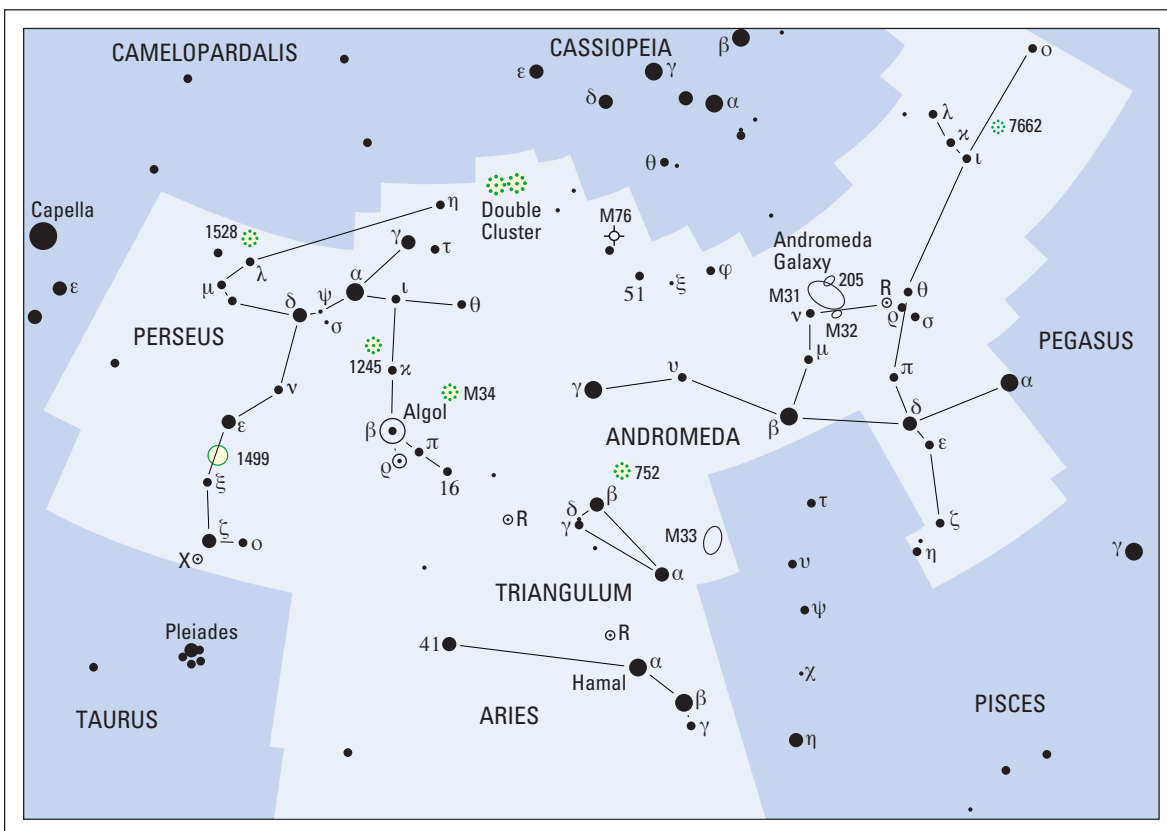 CAMELOPARDALIS
CASSIOPEIA
β
ο
ε
γ
δ
α
λ
ϰ
7662
ι
θ
Capella
η
Double
Cluster
M76
1528
γ
τ
Andromeda
Galaxy
λ
φ
205
ε
μ
α
ξ
51
M31
R
θ
δ
ψ
ι
θ
ν
ϱ
σ
M32
σ
PERSEUS
1245
μ
PEGASUS
ϰ
υ
π
α
ν
M34
γ
Algol
δ
ε
β
π
ANDROMEDA
β
ε
1499
ϱ
16
752
ξ
β
τ
ζ
R
δ
γ
M33
ζ
ο
η
γ
X
α
υ
TRIANGULUM
ψ
Pleiades
R
41
α
χ
Hamal
β
TAURUS
ARIES
γ
η
PISCES